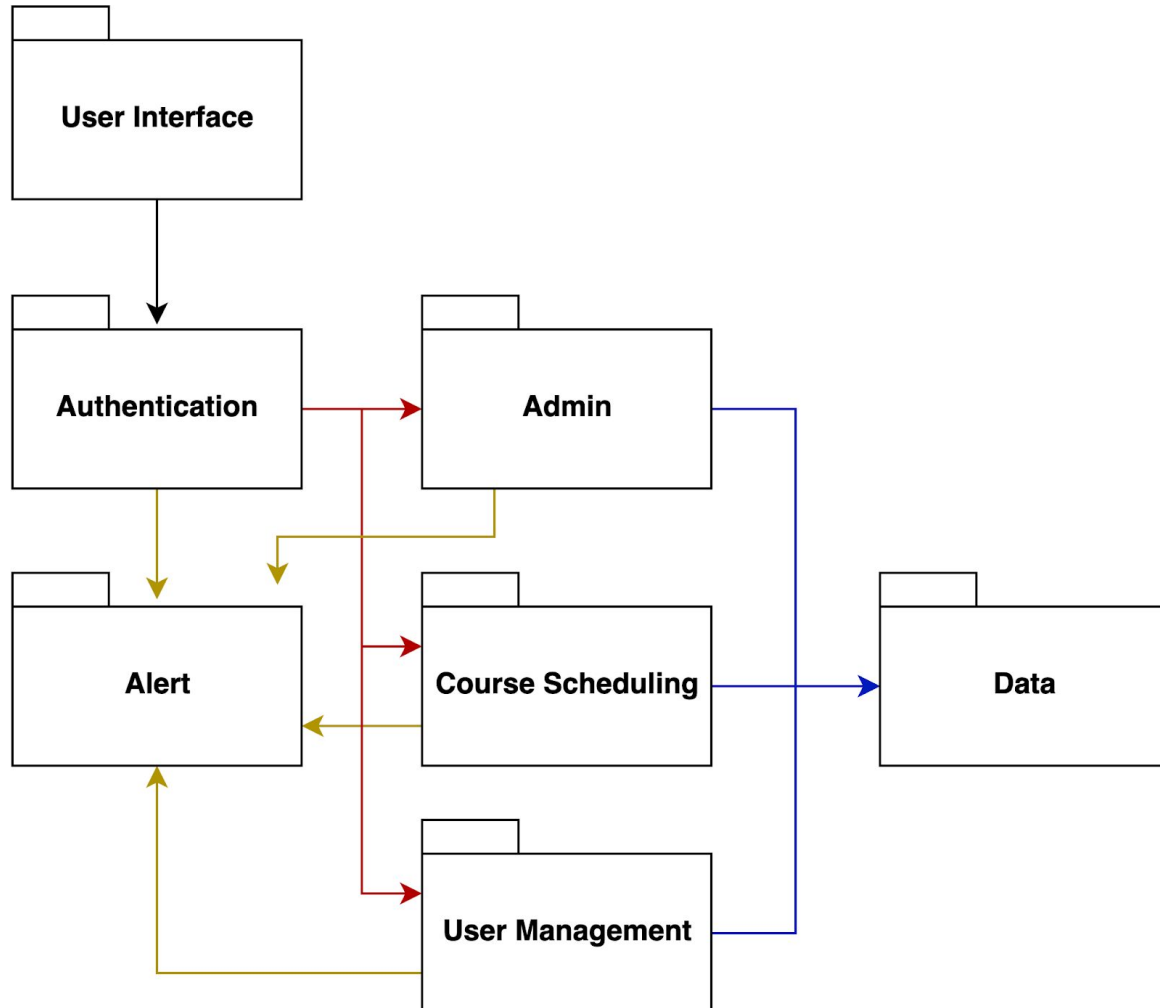 User Interface
Authentication
Admin
Alert
Course Scheduling
Data
User Management